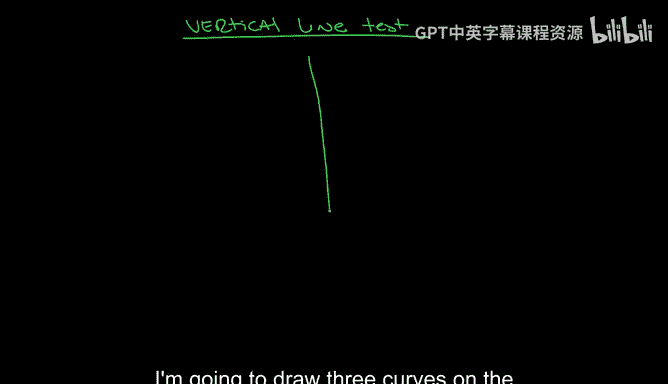 VERTICAL LINE test
GPT中英字幕课程资源 bilibili
I'm going to draw three curves on the